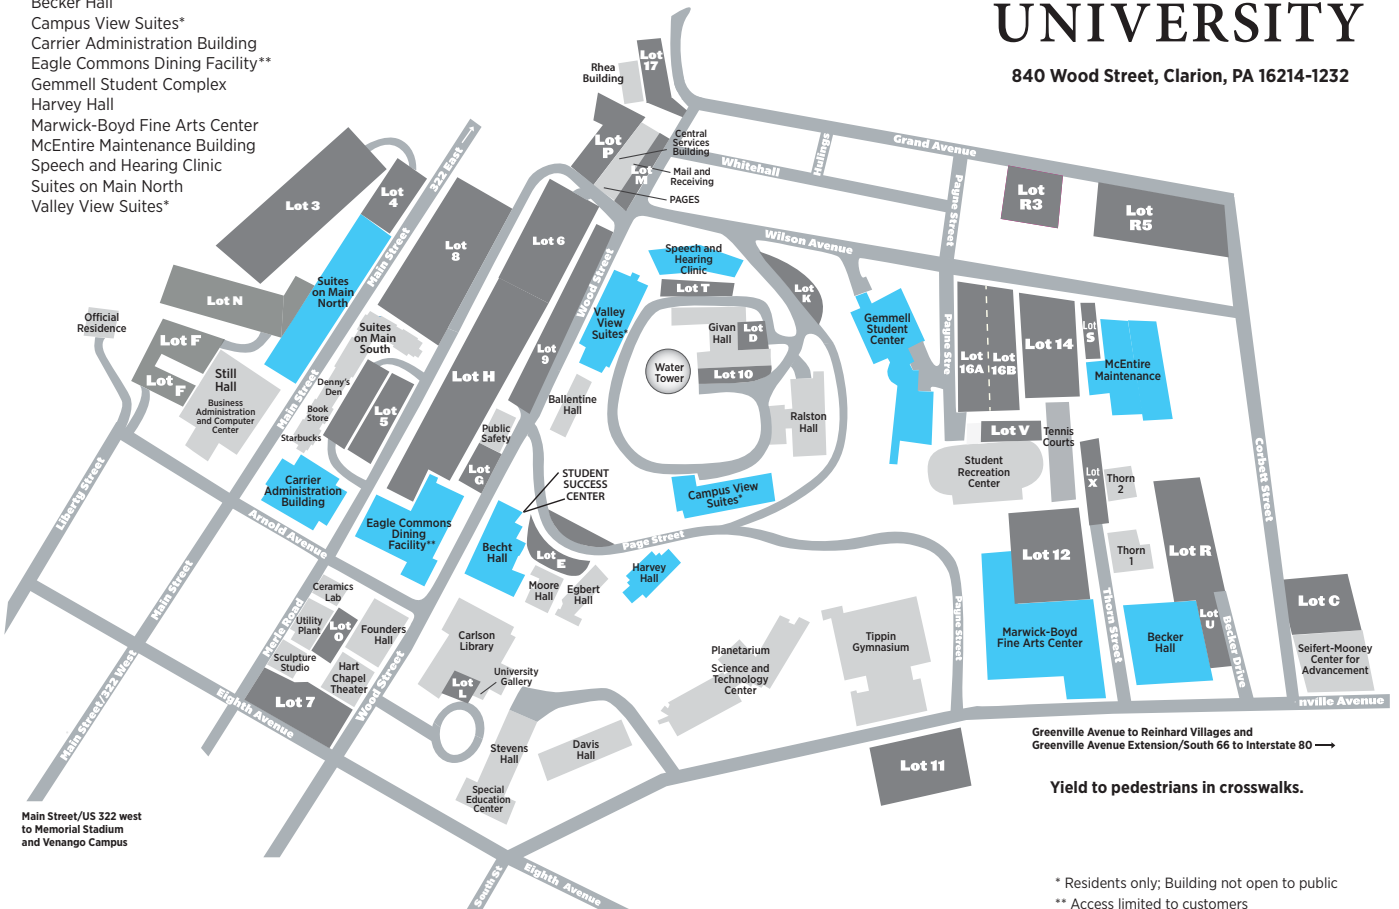 Becker Hall
Campus View Suites*
Carrier Administration Building
Eagle Commons Dining Facility**
Gemmell Student Complex
Harvey Hall
Marwick-Boyd Fine Arts Center
McEntire Maintenance Building
Speech and Hearing Clinic
Suites on Main North
Valley View Suites*
UNIVERSITY
840 Wood Street, Clarion, PA 16214-1232
Rhea
Building
Lot
17
Lot
P
Central
Services
Building
Lot
M
Mail and
Receiving
PAGES
Whitehall
Hulings
Grand Avenue
Payne Street
Lot
R3
Lot
R5
Lot 3
Lot
4
322 East
Main Street
Lot
8
Lot 6
Wood Street
Wilson Avenue
Speech and
Hearing
Clinic
Lot T
Lot
K
Lot N
Suites
on Main
North
Official
Residence
Lot F
Lot
F
Still
Hall
Business
Administration
and Computer
Center
Suites
on Main
South
Denny's
Den
Book
Store
Starbucks
Main Street
Lot
5
Lot H
Lot
9
Valley
View
Suites*
Ballentine
Hall
Public
Safety
Lot
G
Water
Tower
Givan
Hall
Lot
D
Lot 10
Ralston
Hall
Gemmell
Student
Center
Payne Stre
Lot
16A
Lot
16B
Lot 14
Lot
S
McEntire
Maintenance
Lot V
Tennis
Courts
Student
Recreation
Center
Lot
X
Thorn
2
Thorn
1
Corbett Street
Liberty Street
Carrier
Administration
Building
Arnold Avenue
Eagle Commons
Dining
Facility**
STUDENT
SUCCESS
CENTER
Becht
Hall
Lot
E
Page Street
Campus View
Suites*
Harvey
Hall
Moore
Hall
Egbert
Hall
Lot 12
Lot R
Marwick-Boyd
Fine Arts Center
Thorn Street
Becker
Hall
Lot
U
Becker Drive
Lot C
Seifert-Mooney
Center for
Advancement
nville Avenue
Payne Street
Tippin
Gymnasium
Planetarium
Science and
Technology
Center
Main Street
Ceramics
Lab
Utility
Plant
Lot
O
Founders
Hall
Merle Road
Sculpture
Studio
Hart
Chapel
Theater
Wood Street
Lot 7
Eighth Avenue
Carlson
Library
Lot
L
University
Gallery
Stevens
Hall
Davis
Hall
Special
Education
Center
Main Street/322 West
Lot 11
Greenville Avenue to Reinhard Villages and
Greenville Avenue Extension/South 66 to Interstate 80
Yield to pedestrians in crosswalks.
Main Street/US 322 west
to Memorial Stadium
and Venango Campus
South St
Eighth Avenue
* Residents only; Building not open to public
** Access limited to customers